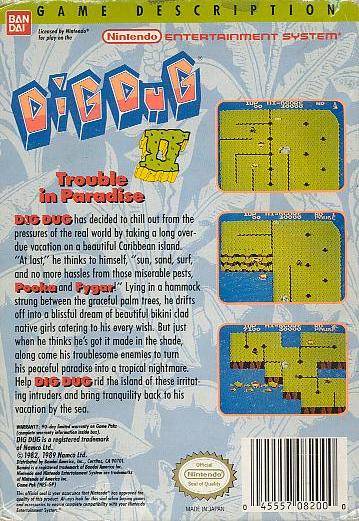 GAME DESCRIPTION
BAN
DAI
Licensed by Nintendo®
for play on the
Nintendo ENTERTAINMENT SYSTEM®
DIG DUG
II
Trouble
in Paradise
DIG DUG has decided to chill out from the
pressures of the real world by taking a long over-
due vacation on a beautiful Caribbean island.
"At last," he thinks to himself, "sun, sand, surf,
and no more hassles from those miserable pests,
Pooka and Fygar!" Lying in a hammock
strung between the graceful palm trees, he drifts
off into a blissful dream of beautiful bikini clad
native girls catering to his every wish. But just
when he thinks he's got it made in the shade,
along come his troublesome enemies to turn
his peaceful paradise into a tropical nightmare.
Help DIG DUG rid the island of these irritat-
ing intruders and bring tranquility back to his
vacation by the sea.
WARRANTY: 90-day limited warranty on Game Paks
(complete warranty information inside box).
DIG DUG is a registered trademark
of Namco Ltd.
© 1982, 1989 Namco Ltd.
Distributed by Bandai America, Inc., Cerritos, CA 90701.
Bandai is a registered trademark of Bandai America Inc.
Nintendo and Nintendo Entertainment System are trademarks
of Nintendo of America Inc.
Game Pak (NES-GP)
This official seal is your assurance that Nintendo® has approved the
quality of this product. Always look for this seal when buying games
and accessories to ensure complete compatibility with your Nintendo
Entertainment System.
Official
Nintendo
Seal of Quality
MADE IN JAPAN
0 45557 08200 0